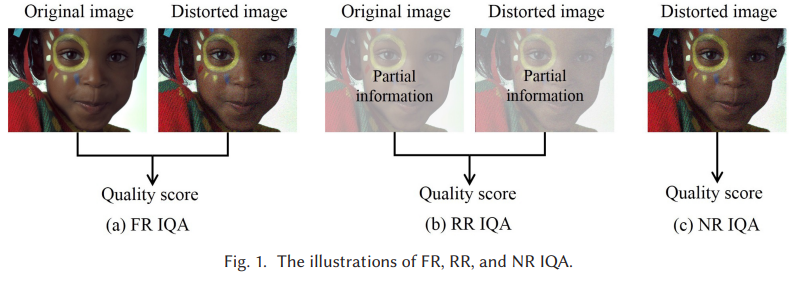 Original image
Distorted image
Original image
Distorted image
Distorted image
Partial
information
Partial
information
Quality score
Quality score
Quality score
(a) FR IQA
(b) RR IQA
(c) NR IQA
Fig. 1. The illustrations of FR, RR, and NR IQA.